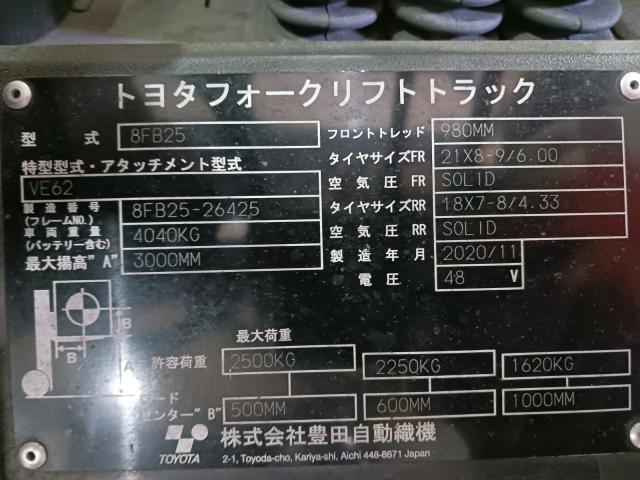 トヨタフォークリフトトラック
型 式 8FB25 フロントトレッド 980MM
特型型式・アタッチメント型式 タイヤサイズFR 21X8-9/6.00
VE62 空 気 圧 FR SOLID
製 造 番 号 (フレームNO.) 8FB25-26425 タイヤサイズRR 18X7-8/4.33
車 両 重 量 (バッテリー含む) 4040KG 空 気 圧 RR SOLID
最大揚高"A" 3000MM 製 造 年 月 2020/11
電 圧 48 V
B
B
A
最大荷重
許容荷重 2500KG 2250KG 1620KG
ード
センター"B" 500MM 600MM 1000MM
TOYOTA 株式会社豊田自動織機
2-1, Toyoda-cho, Kariya-shi, Aichi 448-8671 Japan